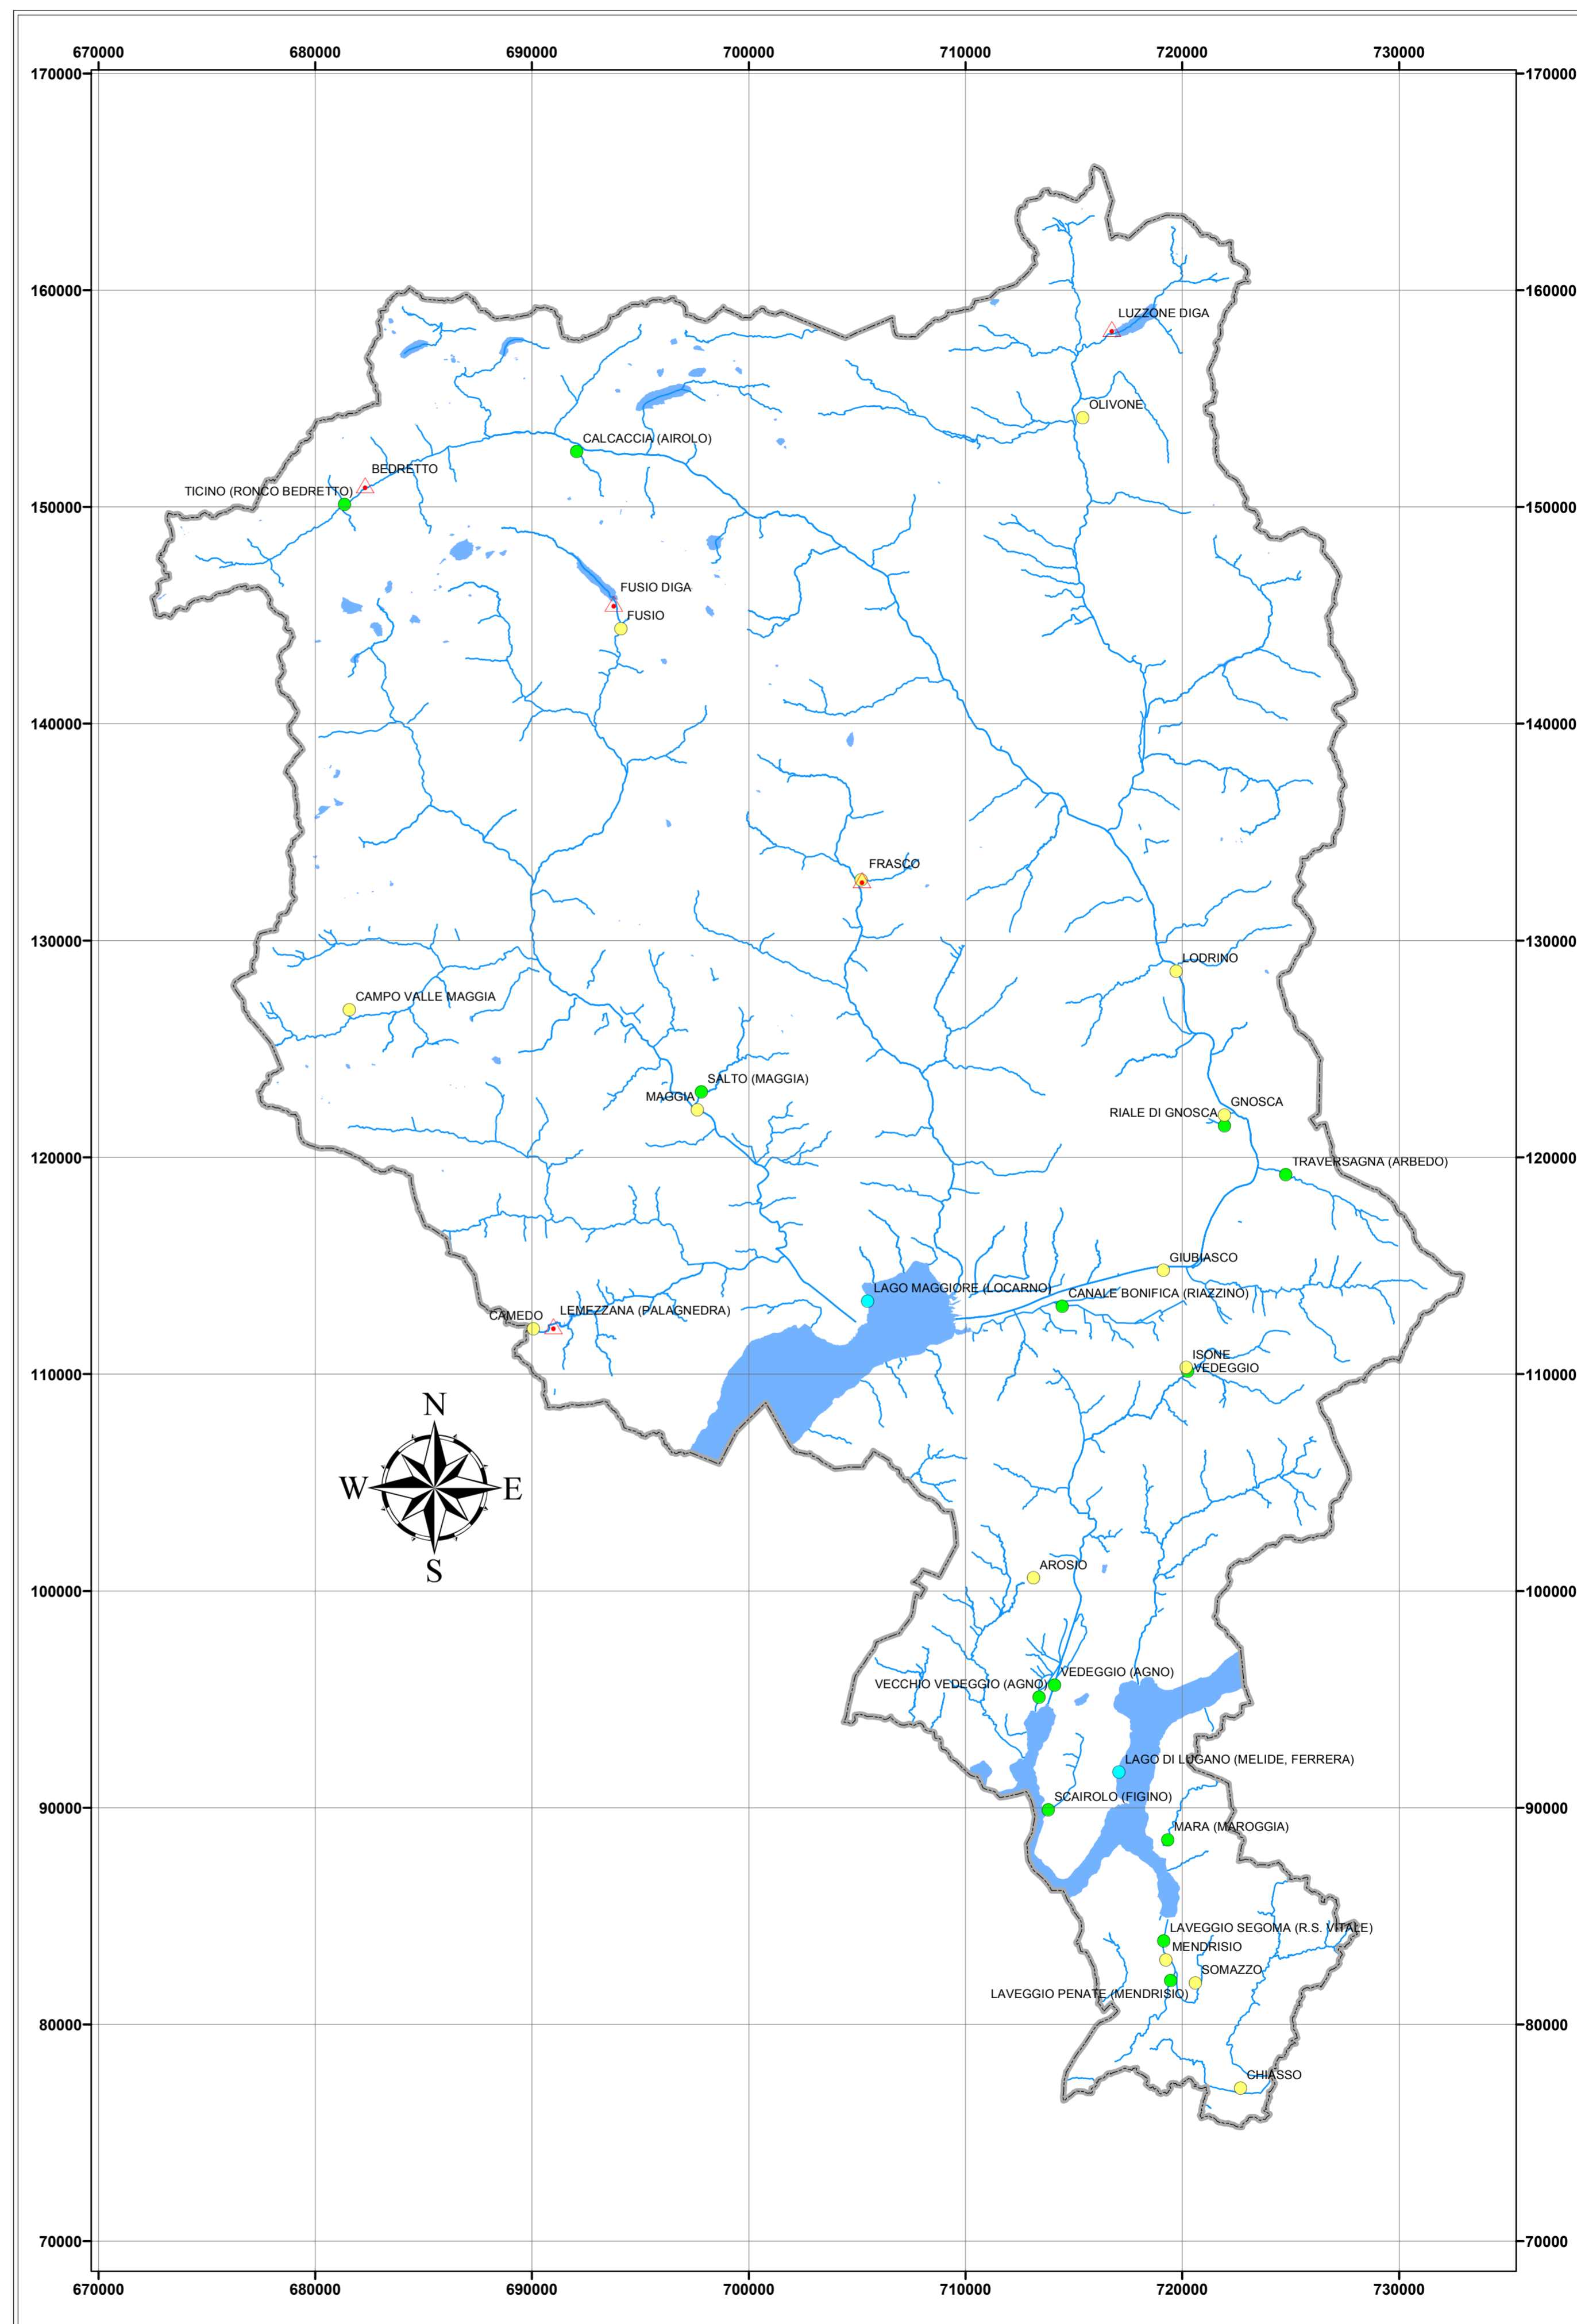 670000 680000 690000 700000 710000 720000 730000
170000 170000
160000 160000
LUZZONE DIGA
OLIVONE
CALCACCIA (AIROLO)
BEDRETTO
TICINO (RONCO BEDRETTO)
150000 150000
FUSIO DIGA
FUSIO
140000 140000
FRASCO
130000 130000
LODRINO
CAMPO VALLE MAGGIA
SALTO (MAGGIA)
MAGGIA
GNOSCA
RIALE DI GNOSCA
120000 120000
TRAVERSAGNA (ARBEDO)
GIUBIASCO
LAGO MAGGIORE (LOCARNO)
CANALE BONIFICA (RIAZZINO)
CAMEDO
LEMEZZANA (PALAGNEDRA)
ISONE
VEDEGGIO
110000 110000
N
W E
S
AROSIO
100000 100000
VEDEGGIO (AGNO)
VECCHIO VEDEGGIO (AGNO)
LAGO DI LUGANO (MELIDE, FERRERA)
SCAIROLO (FIGINO)
90000 90000
MARA (MAROGGIA)
LAVEGGIO SEGOMA (R.S. VITALE)
MENDRISIO
SOMAZZO
LAVEGGIO PENATE (MENDRISIO)
80000 80000
CHIASSO
70000 70000
670000 680000 690000 700000 710000 720000 730000